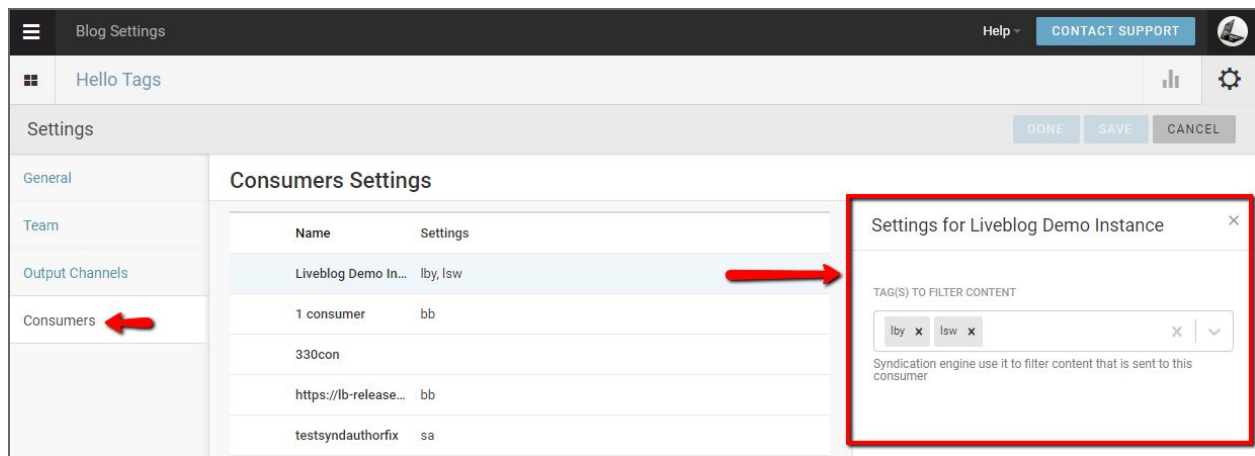 Blog Settings
Help
CONTACT SUPPORT
Hello Tags
Settings
DONE
SAVE
CANCEL
General
Team
Output Channels
Consumers
Consumers Settings
Name Settings
Liveblog Demo In... lby, lsw
1 consumer bb
330con
https://lb-release... bb
testsyndauthorfix sa
Settings for Liveblog Demo Instance
TAG(S) TO FILTER CONTENT
lby x lsw x
Syndication engine use it to filter content that is sent to this
consumer